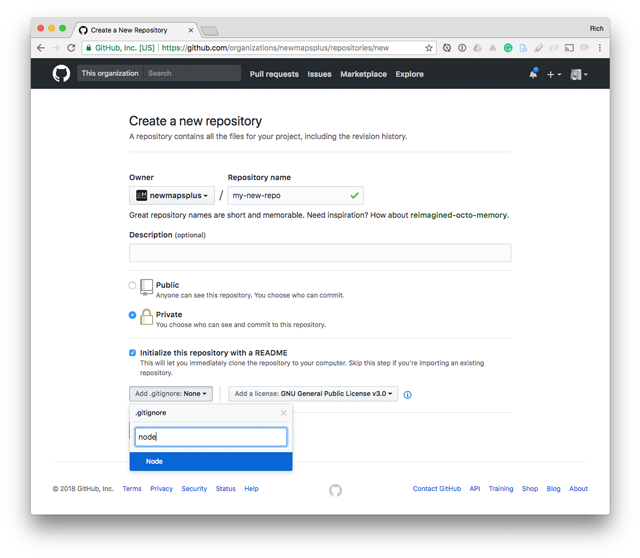 Create a New Repository
Rich
GitHub, Inc. [US] https://github.com/organizations/newmapsplus/repositories/new
This organization Search Pull requests Issues Marketplace Explore
Create a new repository
A repository contains all the files for your project, including the revision history.
Owner Repository name
newmapsplus / my-new-repo
Great repository names are short and memorable. Need inspiration? How about reimagined-octo-memory.
Description (optional)
Public
Anyone can see this repository. You choose who can commit.
Private
You choose who can see and commit to this repository.
Initialize this repository with a README
This will let you immediately clone the repository to your computer. Skip this step if you're importing an existing
repository.
Add .gitignore: None Add a license: GNU General Public License v3.0
.gitignore
node
Node
© 2018 GitHub, Inc. Terms Privacy Security Status Help Contact GitHub API Training Shop Blog About